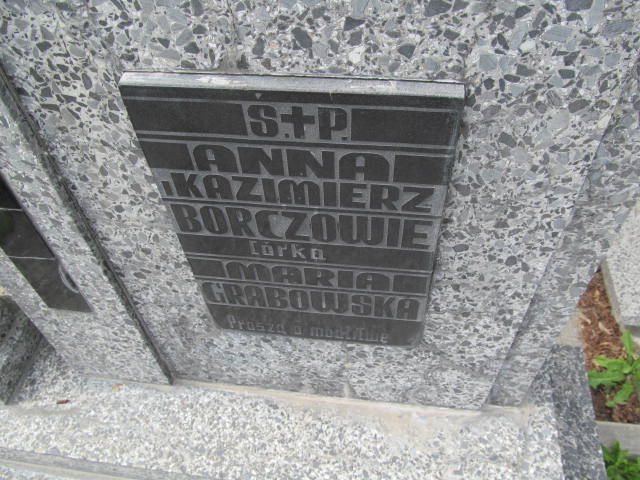 S.+P.
ANNA
I KAZIMIERZ
BORCZOWIE
Córka
MARIA
GRABOWSKA
Proszą o modlitwę